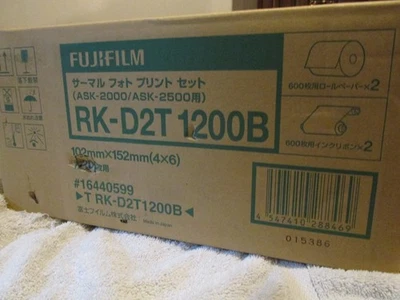 FUJIFILM
サーマル フォト プリント セット
(ASK-2000/ASK-2500用)
RK-D2T 1200B
102mm×152mm(4×6)
#16440599
▶T RK-D2T1200B◀
富士フイルム株式会社
600枚用ロールペーパー×2
600枚用インクリボン×2
4 547410 288469
015386